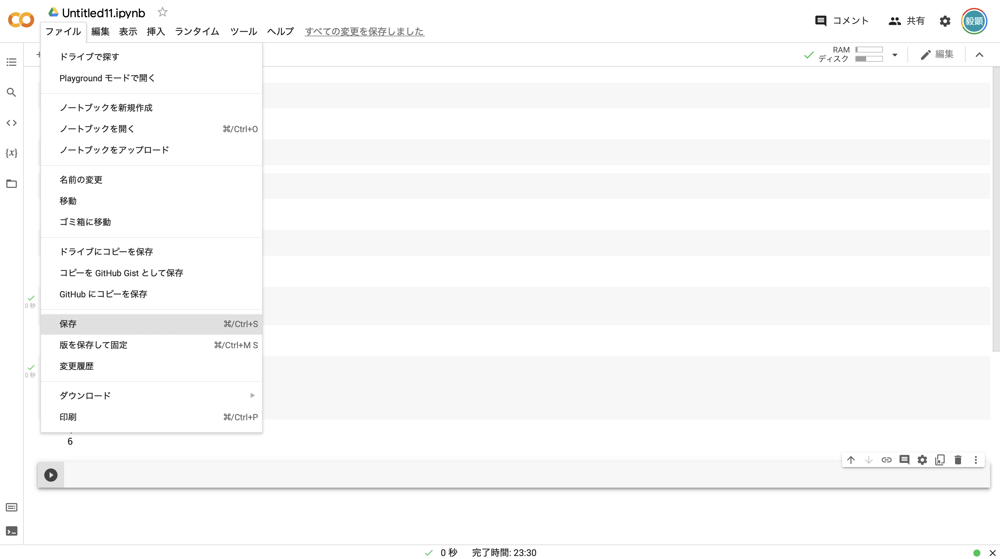 Untitled11.ipynb
ファイル 編集 表示 挿入 ランタイム ツール ヘルプ すべての変更を保存しました
コメント 共有 毅顕
RAM
ディスク
編集
ドライブで探す
Playground モードで開く
ノートブックを新規作成
ノートブックを開く ⌘/Ctrl+O
ノートブックをアップロード
名前の変更
移動
ゴミ箱に移動
ドライブにコピーを保存
コピーを GitHub Gist として保存
GitHub にコピーを保存
0 秒
保存 ⌘/Ctrl+S
版を保存して固定 ⌘/Ctrl+M S
変更履歴
0 秒
ダウンロード
印刷 ⌘/Ctrl+P
6
0 秒 完了時間: 23:30